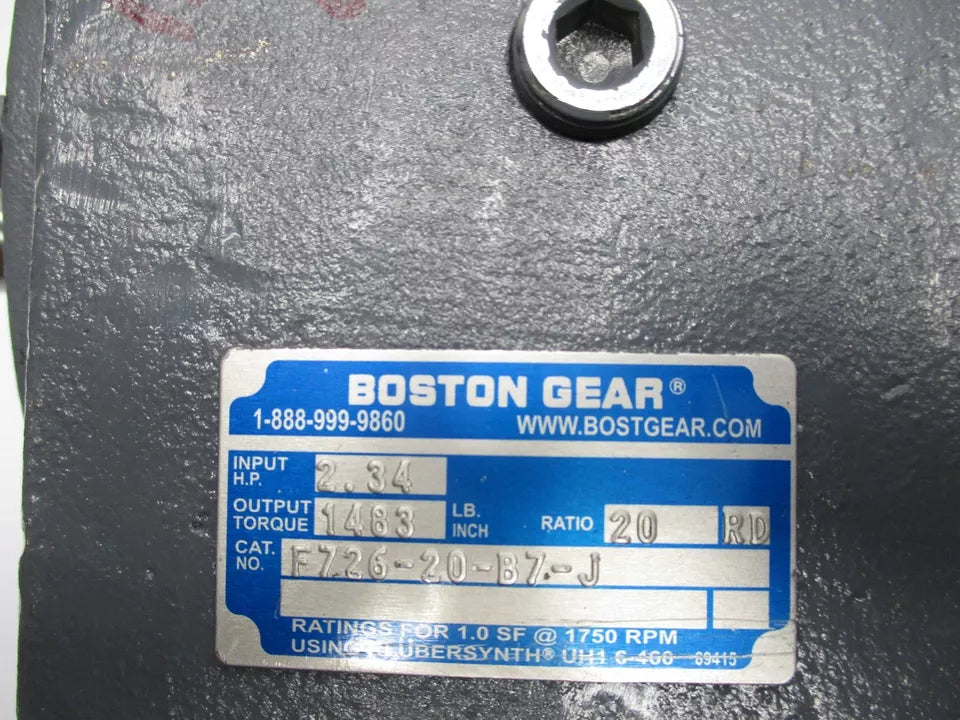 BOSTON GEAR®
1-888-999-9860 WWW.BOSTGEAR.COM
INPUT H.P. 2.34
OUTPUT TORQUE 1483 LB. INCH RATIO 20 RD
CAT. NO. F726-20-B7-J
RATINGS FOR 1.0 SF @ 1750 RPM
USING KLUBERSYNTH® UH1 6-460 69415